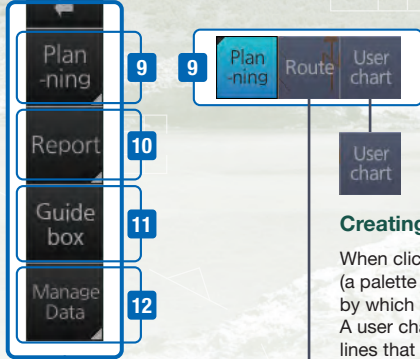 Plan
-ning
9
Report
10
Guide
box
11
Manage
Data
12
9
Plan
-ning
Route
User
chart
User
chart
Creating
When clic
(a palette
by which
A user cha
lines that